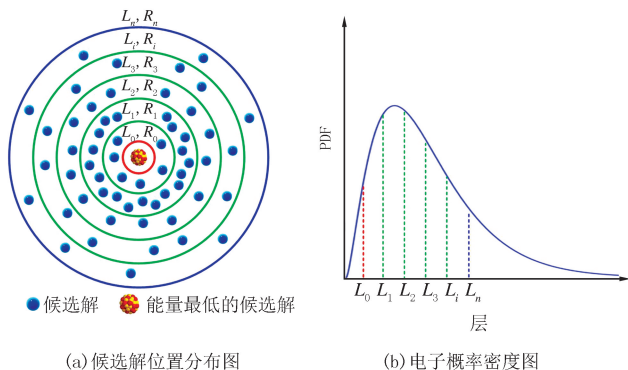 Lₙ, Rₙ
Lᵢ, Rᵢ
L₃, R₃
L₂, R₂
L₁, R₁
L₀, R₀
候选解 能量最低的候选解
(a)候选解位置分布图
PDF
L₀ L₁ L₂ L₃ Lᵢ Lₙ
层
(b)电子概率密度图